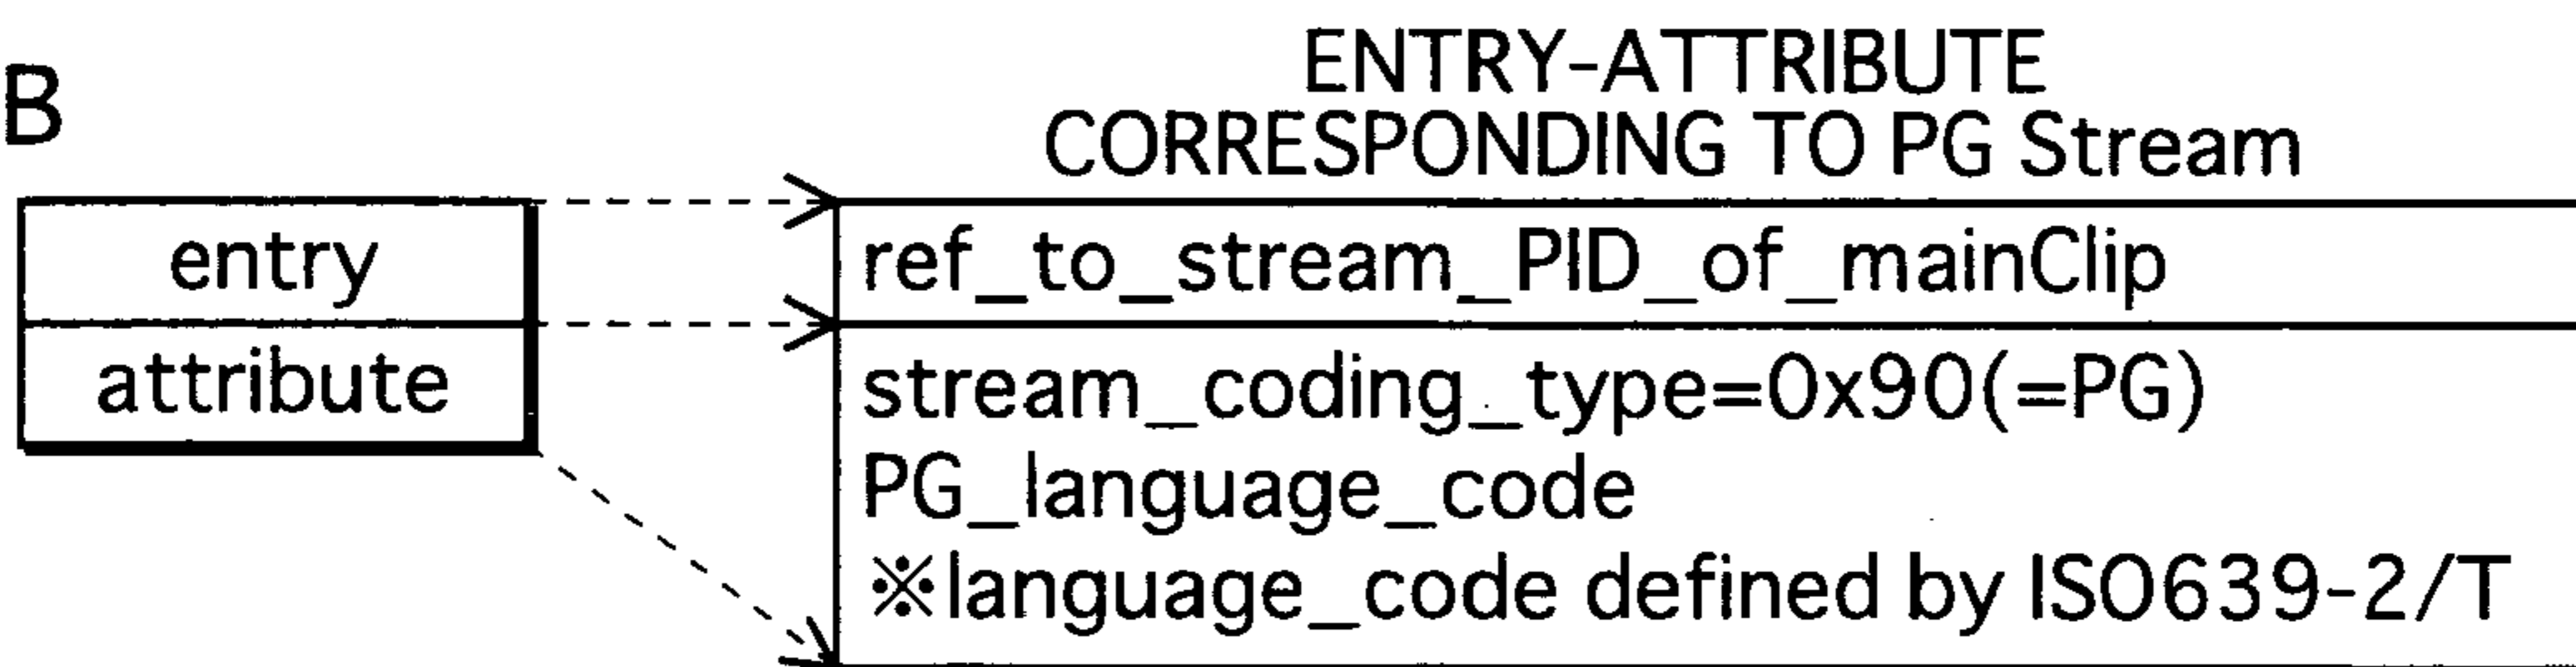 B
ENTRY-ATTRIBUTE
CORRESPONDING TO PG Stream
entry
ref_to_stream_PID_of_mainClip
attribute
stream_coding_type=0x90(=PG)
PG_language_code
※language_code defined by ISO639-2/T